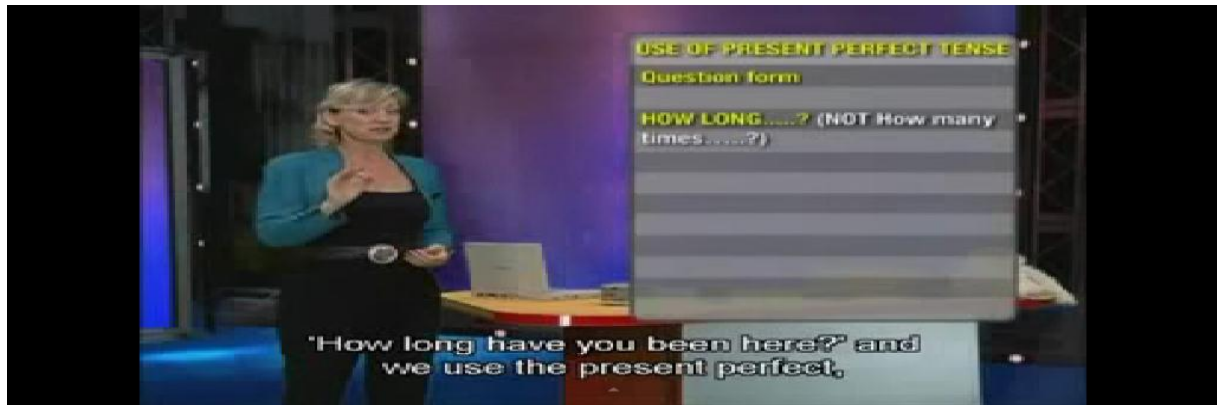 USE OF PRESENT PERFECT TENSE
Question form
HOW LONG.....? (NOT How many
times......?)
'How long have you been here?' and
we use the present perfect,